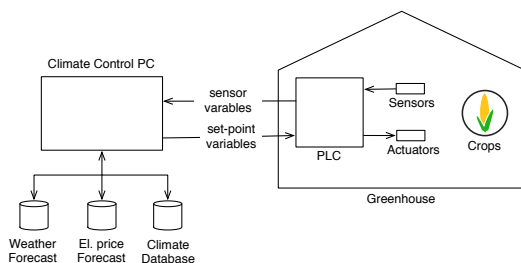 Climate Control PC
sensor
varables
set-point
variables
PLC
Sensors
Actuators
Crops
Greenhouse
Weather
Forecast
El. price
Forecast
Climate
Database